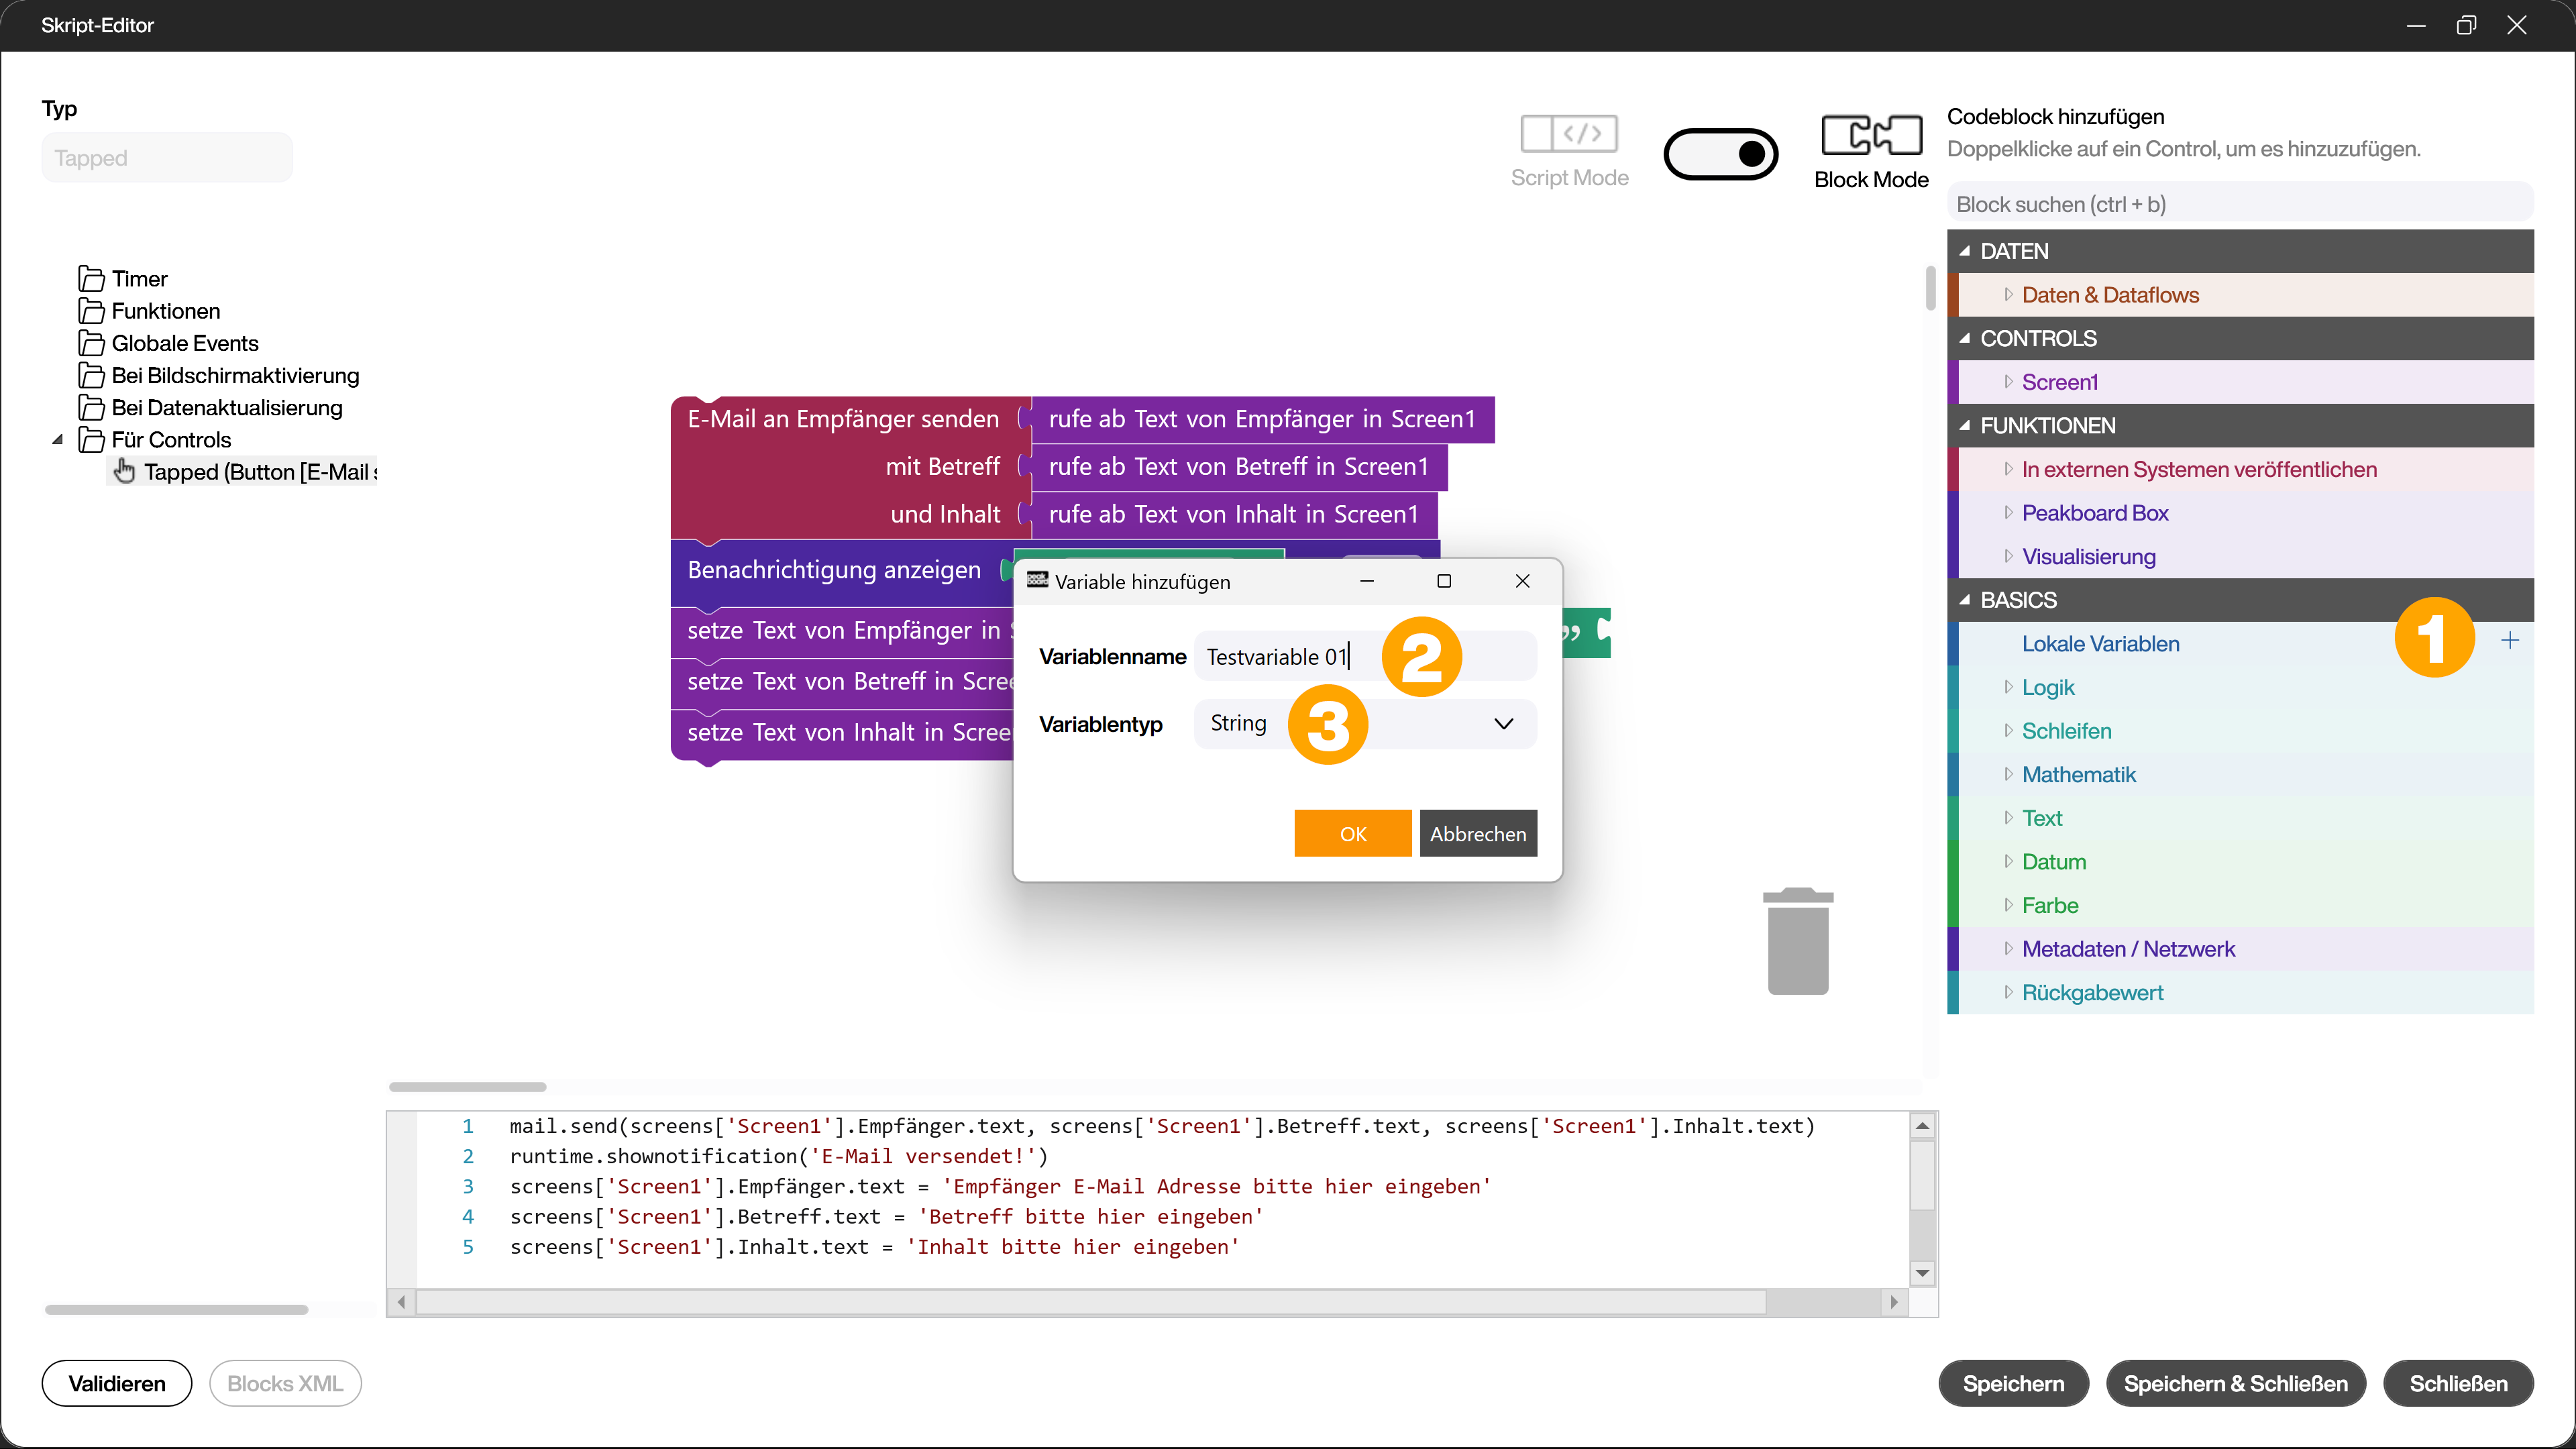 Skript-Editor
Typ
Tapped
Timer
Funktionen
Globale Events
Bei Bildschirmaktivierung
Bei Datenaktualisierung
Für Controls
Tapped (Button [E-Mail s
Script Mode
Block Mode
E-Mail an Empfänger senden rufe ab Text von Empfänger in Screen1
mit Betreff rufe ab Text von Betreff in Screen1
und Inhalt rufe ab Text von Inhalt in Screen1
Benachrichtigung anzeigen
setze Text von Empfänger in
”
setze Text von Betreff in Scree
setze Text von Inhalt in Scree
Variable hinzufügen
Variablenname Testvariable 01 2
Variablentyp String 3
OK Abbrechen
Codeblock hinzufügen
Doppelklicke auf ein Control, um es hinzuzufügen.
Block suchen (ctrl + b)
DATEN
Daten & Dataflows
CONTROLS
Screen1
FUNKTIONEN
In externen Systemen veröffentlichen
Peakboard Box
Visualisierung
BASICS
Lokale Variablen 1 +
Logik
Schleifen
Mathematik
Text
Datum
Farbe
Metadaten / Netzwerk
Rückgabewert
1 mail.send(screens['Screen1'].Empfänger.text, screens['Screen1'].Betreff.text, screens['Screen1'].Inhalt.text)
2 runtime.shownotification('E-Mail versendet!')
3 screens['Screen1'].Empfänger.text = 'Empfänger E-Mail Adresse bitte hier eingeben'
4 screens['Screen1'].Betreff.text = 'Betreff bitte hier eingeben'
5 screens['Screen1'].Inhalt.text = 'Inhalt bitte hier eingeben'
Validieren
Blocks XML
Speichern
Speichern & Schließen
Schließen